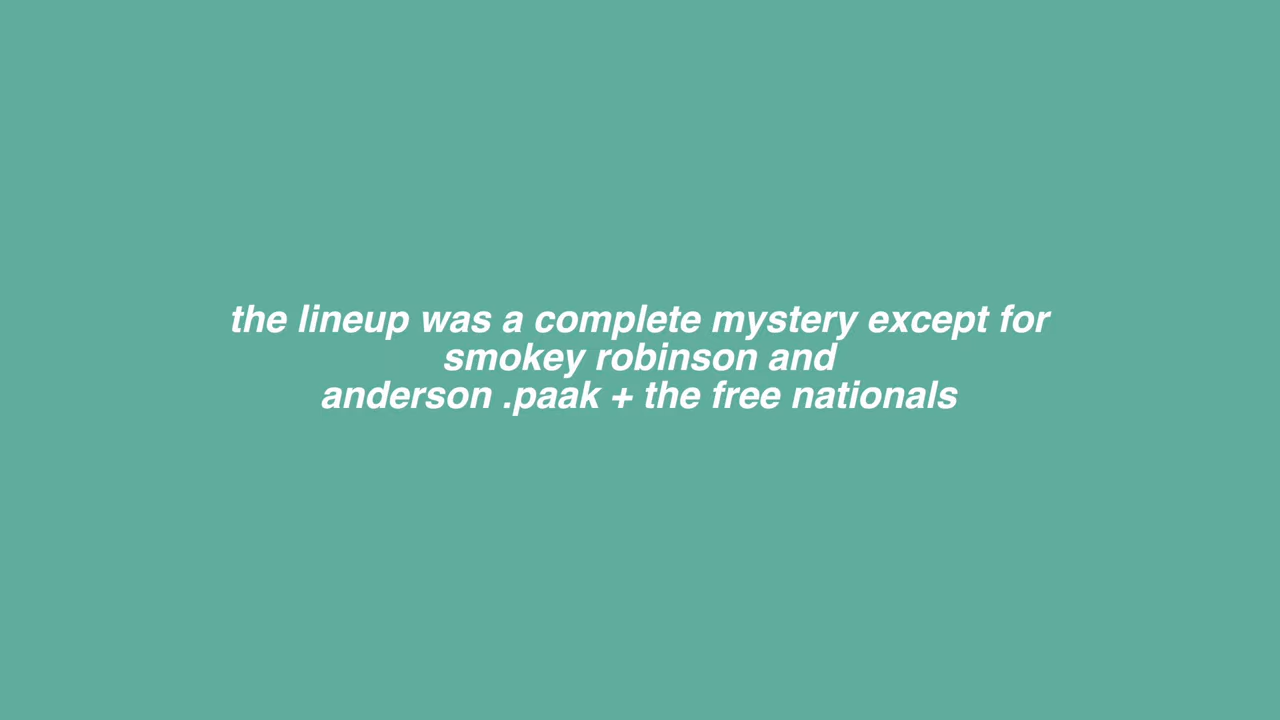 the lineup was a complete mystery except for
smokey robinson and
anderson .paak + the free nationals